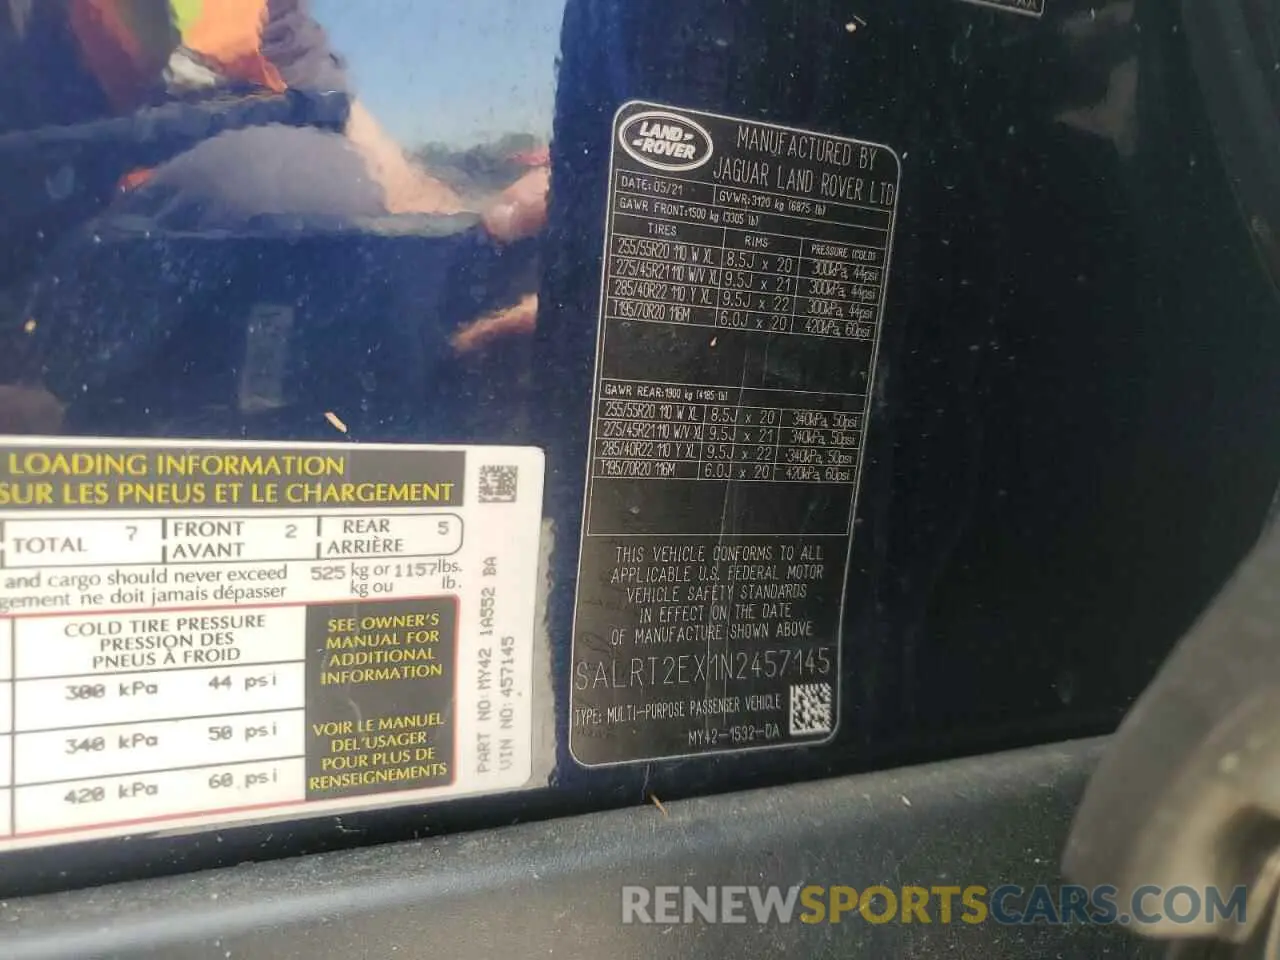 LOADING INFORMATION
SUR LES PNEUS ET LE CHARGEMENT
TOTAL 7 FRONT 2 REAR 5
AVANT ARRIÈRE
and cargo should never exceed 525 kg or 1157 lbs.
gement ne doit jamais dépasser kg ou lb.
COLD TIRE PRESSURE
PRESSION DES
PNEUS À FROID
300 kPa 44 psi
340 kPa 50 psi
420 kPa 60 psi
SEE OWNER'S
MANUAL FOR
ADDITIONAL
INFORMATION
VOIR LE MANUEL
DEL'USAGER
POUR PLUS DE
RENSEIGNEMENTS
PART NO: MY42 1A552 BA
VIN NO: 457145
LAND
ROVER
MANUFACTURED BY
JAGUAR LAND ROVER LTD
DATE: 05/21 GVWR: 3120 kg (6875 lb)
GAWR FRONT: 1500 kg (3305 lb)
TIRES RIMS PRESSURE (COLD)
255/55R20 110 W XL 8.5J x 20 300kPa, 44psi
275/45R21 110 W/V XL 9.5J x 21 300kPa, 44psi
285/40R22 110 Y XL 9.5J x 22 300kPa, 44psi
T195/70R20 116M 6.0J x 20 420kPa, 60psi
GAWR REAR: 1900 kg (4185 lb)
255/55R20 110 W XL 8.5J x 20 340kPa, 50psi
275/45R21 110 W/V XL 9.5J x 21 340kPa, 50psi
285/40R22 110 Y XL 9.5J x 22 340kPa, 50psi
T195/70R20 116M 6.0J x 20 420kPa, 60psi
THIS VEHICLE CONFORMS TO ALL
APPLICABLE U.S. FEDERAL MOTOR
VEHICLE SAFETY STANDARDS
IN EFFECT ON THE DATE
OF MANUFACTURE SHOWN ABOVE
SALRT2EX1N2457145
TYPE: MULTI-PURPOSE PASSENGER VEHICLE
MY42-1532-DA
RENEWSPORTSCARS.COM